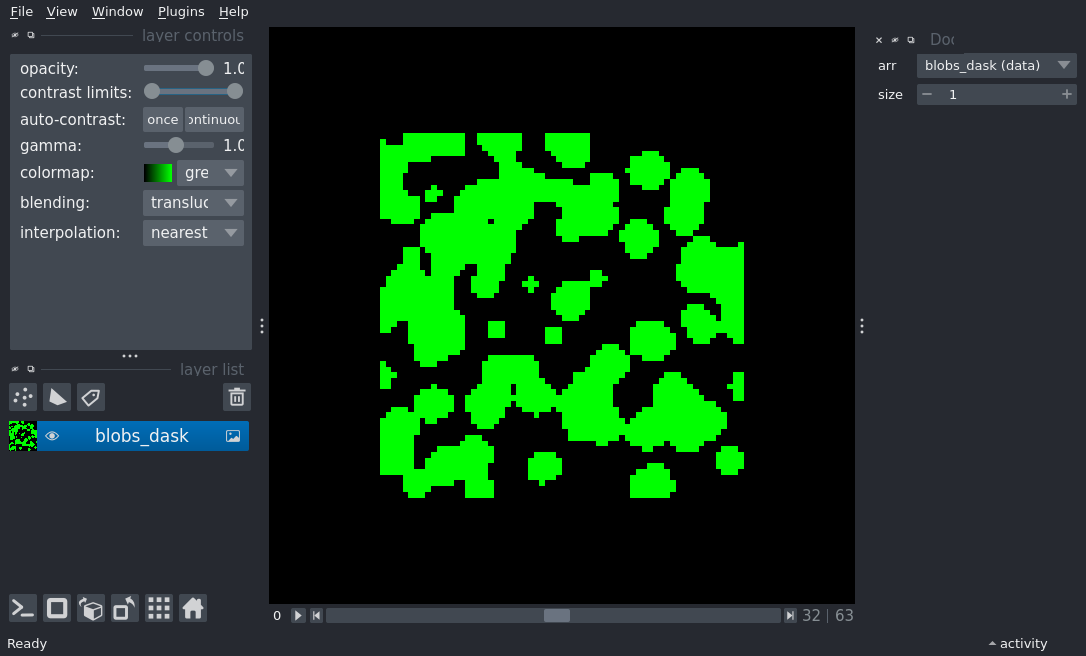 File View Window Plugins Help
layer controls
opacity: 1.0
contrast limits:
auto-contrast: once
gamma: 1.0
colormap: gre
blending: transluc
interpolation: nearest
layer list
blobs_dask
Doc
arr blobs_dask (data)
size 1
0 32 | 63
Ready
activity